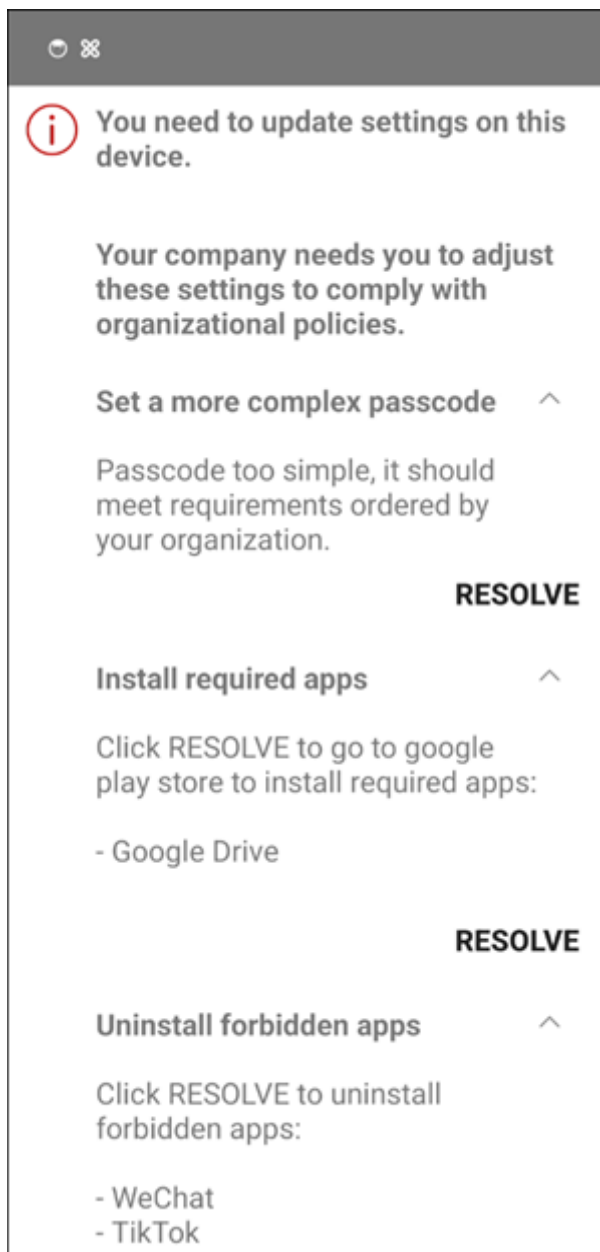 You need to update settings on this
device.
Your company needs you to adjust
these settings to comply with
organizational policies.
Set a more complex passcode
Passcode too simple, it should
meet requirements ordered by
your organization.
RESOLVE
Install required apps
Click RESOLVE to go to google
play store to install required apps:
- Google Drive
RESOLVE
Uninstall forbidden apps
Click RESOLVE to uninstall
forbidden apps:
- WeChat
- TikTok